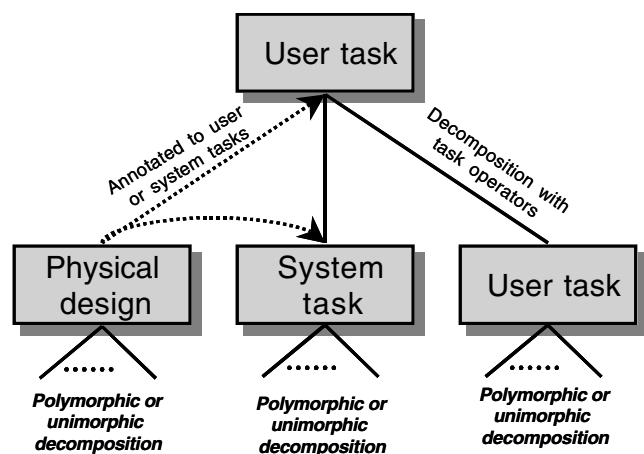 User task
Annotated to user
or system tasks
Decomposition with
task operators
Physical
design
System
task
User task
......
......
......
Polymorphic or
unimorphic
decomposition
Polymorphic or
unimorphic
decomposition
Polymorphic or
unimorphic
decomposition